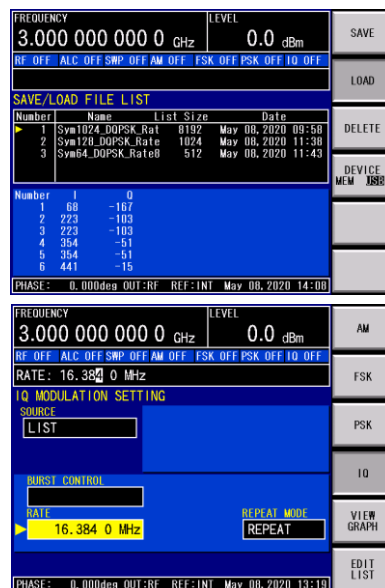 FREQUENCY LEVEL
3.000 000 000 0 GHz 0.0 dBm
RF OFF ALC OFF SWP OFF AM OFF FSK OFF PSK OFF IQ OFF
SAVE/LOAD FILE LIST
Number Name List Size Date
1 Sym1024_DQPSK_Rat 8192 May 08,2020 09:58
2 Sym128_DQPSK_Rate 1024 May 08,2020 11:38
3 Sym64_DQPSK_Rate8 512 May 08,2020 11:43
Number I Q
1 68 -167
2 223 -103
3 223 -103
4 354 -51
5 354 -51
6 441 -15
PHASE: 0.000deg OUT:RF REF:INT May 08,2020 14:08
SAVE
LOAD
DELETE
DEVICE
MEM USB
FREQUENCY LEVEL
3.000 000 000 0 GHz 0.0 dBm
RF OFF ALC OFF SWP OFF AM OFF FSK OFF PSK OFF IQ OFF
RATE: 16.384 0 MHz
IQ MODULATION SETTING
SOURCE
LIST
BURST CONTROL
RATE REPEAT MODE
16.384 0 MHz REPEAT
PHASE: 0.000deg OUT:RF REF:INT May 08,2020 13:19
AM
FSK
PSK
IQ
VIEW
GRAPH
EDIT
LIST